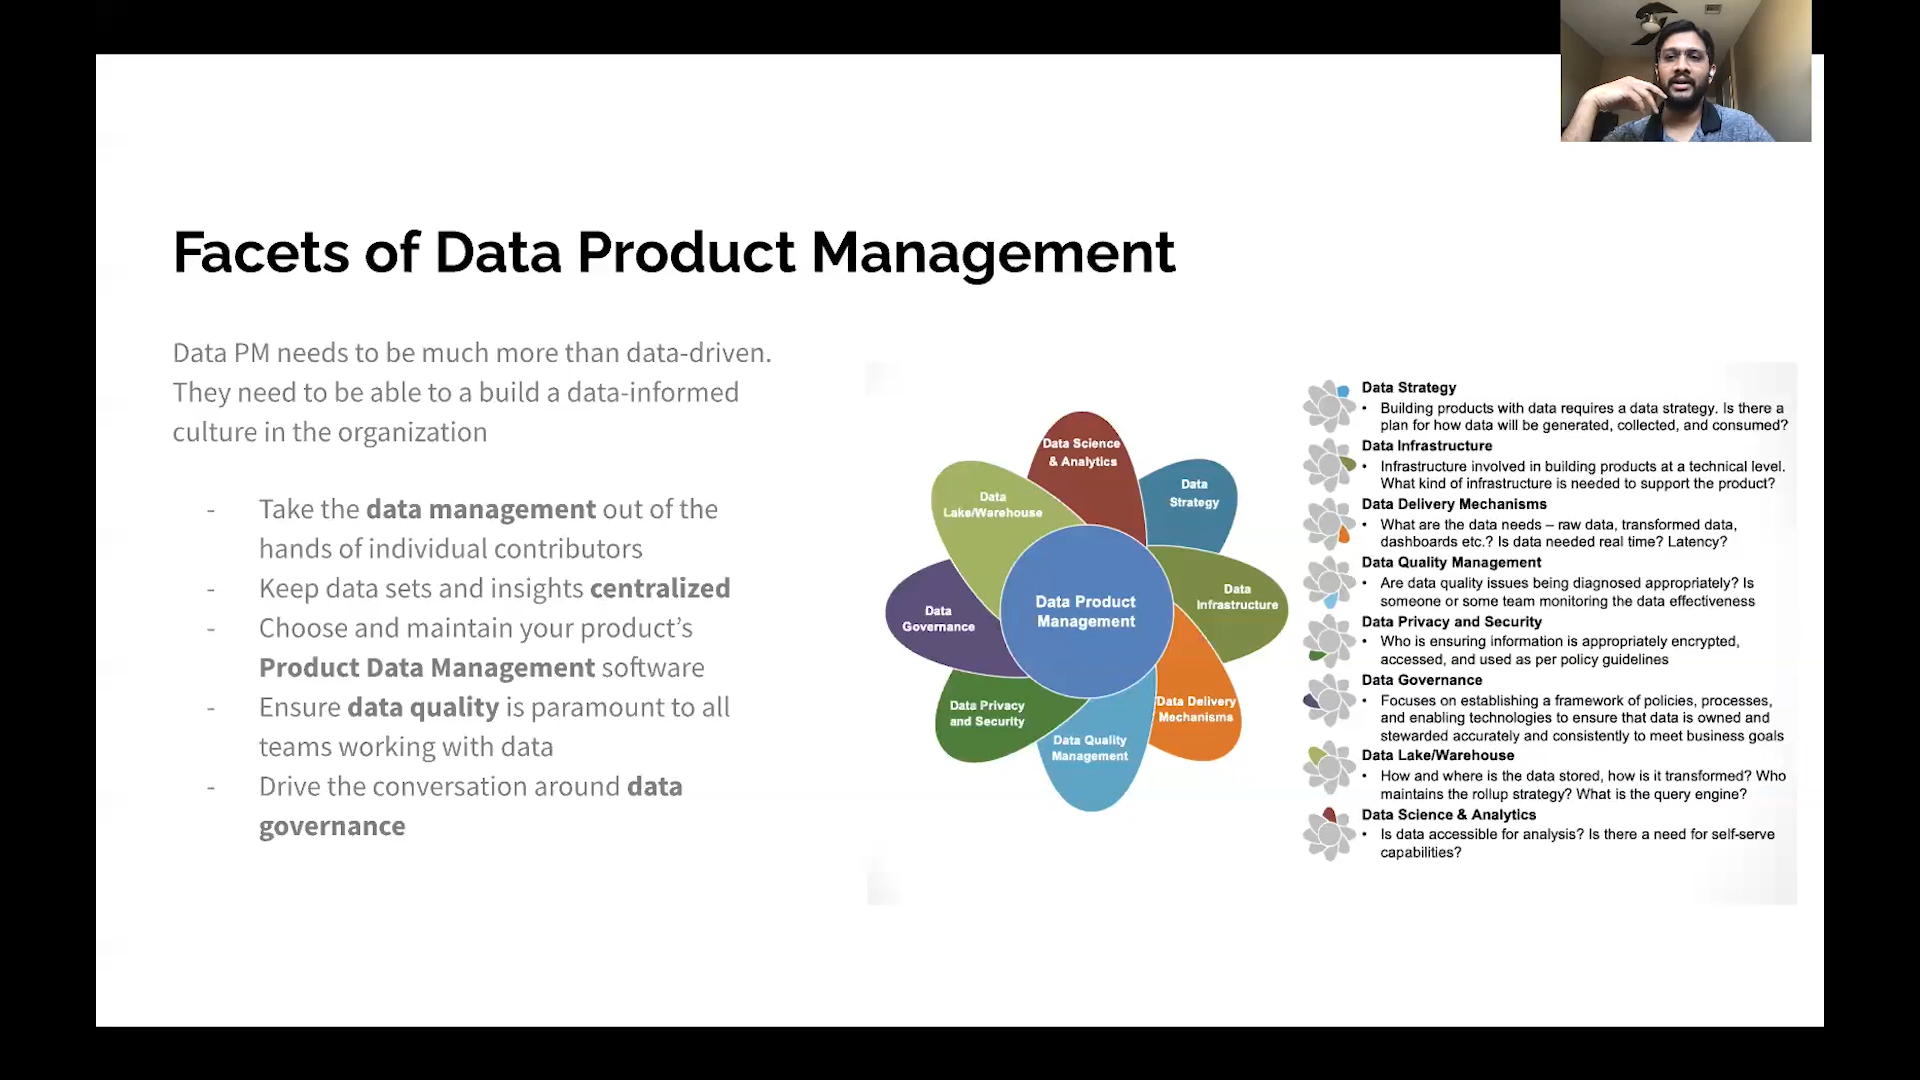 Facets of Data Product Management
Data PM needs to be much more than data-driven.
They need to be able to a build a data-informed
culture in the organization
- Take the data management out of the
hands of individual contributors
- Keep data sets and insights centralized
- Choose and maintain your product’s
Product Data Management software
- Ensure data quality is paramount to all
teams working with data
- Drive the conversation around data
governance
Data Science
& Analytics
Data
Strategy
Data
Infrastructure
Data Delivery
Mechanisms
Data Quality
Management
Data Privacy
and Security
Data
Governance
Data
Lake/Warehouse
Data Product
Management
Data Strategy
• Building products with data requires a data strategy. Is there a
plan for how data will be generated, collected, and consumed?
Data Infrastructure
• Infrastructure involved in building products at a technical level.
What kind of infrastructure is needed to support the product?
Data Delivery Mechanisms
• What are the data needs – raw data, transformed data,
dashboards etc.? Is data needed real time? Latency?
Data Quality Management
• Are data quality issues being diagnosed appropriately? Is
someone or some team monitoring the data effectiveness
Data Privacy and Security
• Who is ensuring information is appropriately encrypted,
accessed, and used as per policy guidelines
Data Governance
• Focuses on establishing a framework of policies, processes,
and enabling technologies to ensure that data is owned and
stewarded accurately and consistently to meet business goals
Data Lake/Warehouse
• How and where is the data stored, how is it transformed? Who
maintains the rollup strategy? What is the query engine?
Data Science & Analytics
• Is data accessible for analysis? Is there a need for self-serve
capabilities?